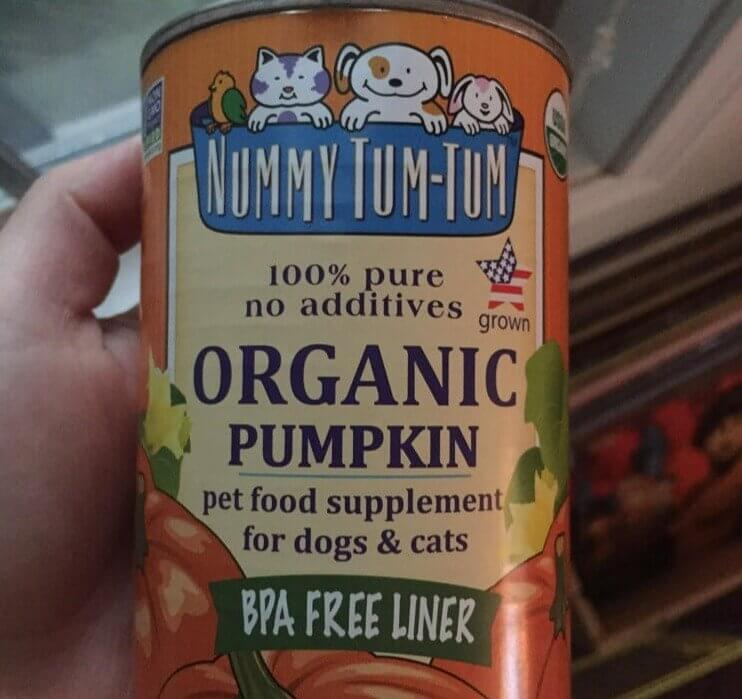 NUMMY TUM-TUM
100% pure
no additives
grown
ORGANIC
PUMPKIN
pet food supplement
for dogs & cats
BPA FREE LINER